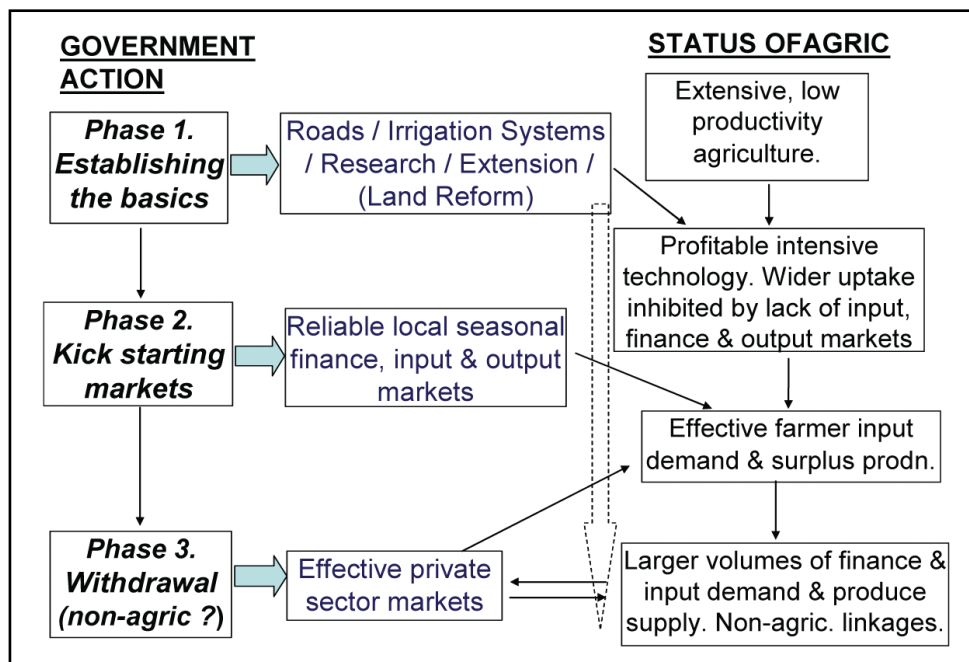 GOVERNMENT
ACTION
STATUS OFAGRIC
Phase 1.
Establishing
the basics
Roads / Irrigation Systems
/ Research / Extension /
(Land Reform)
Extensive, low
productivity
agriculture.
Profitable intensive
technology. Wider uptake
inhibited by lack of input,
finance & output markets
Phase 2.
Kick starting
markets
Reliable local seasonal
finance, input & output
markets
Effective farmer input
demand & surplus prodn.
Phase 3.
Withdrawal
(non-agric ?)
Effective private
sector markets
Larger volumes of finance &
input demand & produce
supply. Non-agric. linkages.